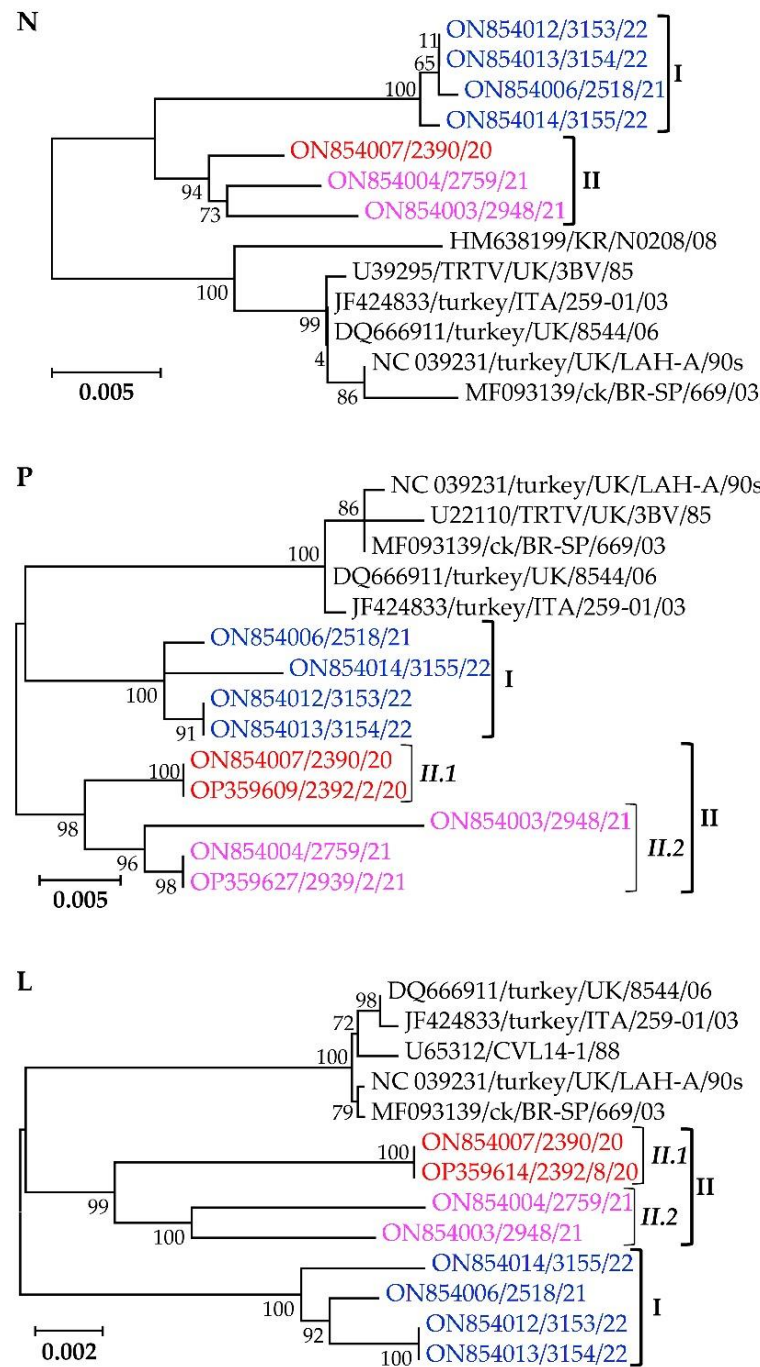 N
ON854012/3153/22
11
ON854013/3154/22
65
I
100
ON854006/2518/21
ON854014/3155/22
ON854007/2390/20
94
ON854004/2759/21
II
73
ON854003/2948/21
HM638199/KR/N0208/08
U39295/TRTV/UK/3BV/85
100
JF424833/turkey/ITA/259-01/03
99
DQ666911/turkey/UK/8544/06
4
NC 039231/turkey/UK/LAH-A/90s
0.005
86
MF093139/ck/BR-SP/669/03
P
NC 039231/turkey/UK/LAH-A/90s
86
U22110/TRTV/UK/3BV/85
100
MF093139/ck/BR-SP/669/03
DQ666911/turkey/UK/8544/06
JF424833/turkey/ITA/259-01/03
ON854006/2518/21
ON854014/3155/22
I
100
ON854012/3153/22
91
ON854013/3154/22
ON854007/2390/20
100
II.1
OP359609/2392/2/20
98
ON854003/2948/21
II
96
ON854004/2759/21
II.2
98
OP359627/2939/2/21
0.005
L
DQ666911/turkey/UK/8544/06
98
72
JF424833/turkey/ITA/259-01/03
100
U65312/CVL14-1/88
NC 039231/turkey/UK/LAH-A/90s
79
MF093139/ck/BR-SP/669/03
100
ON854007/2390/20
II.1
OP359614/2392/8/20
II
99
ON854004/2759/21
II.2
100
ON854003/2948/21
ON854014/3155/22
100
ON854006/2518/21
I
92
ON854012/3153/22
0.002
100
ON854013/3154/22